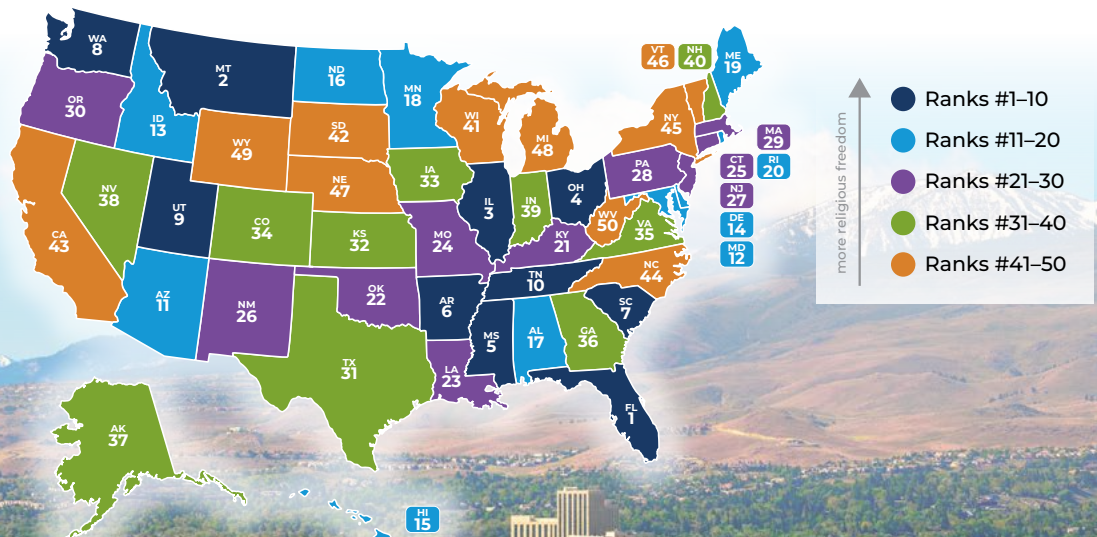 WA
8
MT
2
ND
16
MN
18
VT
46
NH
40
ME
19
OR
30
ID
13
WY
49
SD
42
WI
41
MI
48
NY
45
MA
29
CT
25
RI
20
NJ
27
DE
14
MD
12
NV
38
UT
9
CO
34
NE
47
IA
33
IL
3
IN
39
OH
4
PA
28
WV
50
VA
35
CA
43
AZ
11
NM
26
KS
32
OK
22
MO
24
KY
21
TN
10
NC
44
SC
7
AR
6
MS
5
AL
17
GA
36
TX
31
LA
23
FL
1
AK
37
HI
15
more religious freedom
Ranks #1–10
Ranks #11–20
Ranks #21–30
Ranks #31–40
Ranks #41–50